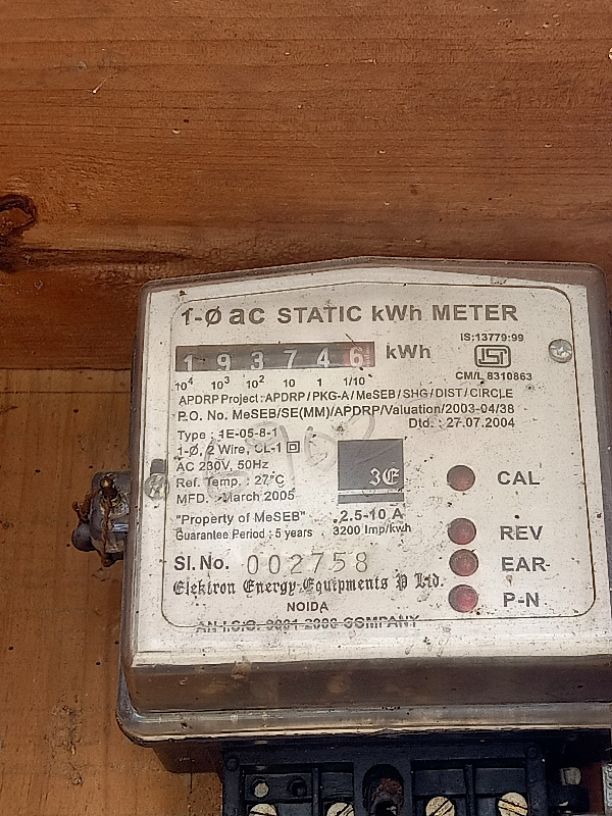 1-Ø ac STATIC kWh METER
IS:13779:99
1 9 3 7 4 6 kWh
10⁴ 10³ 10² 10 1 1/10
CM/L 8310863
APDRP Project : APDRP / PKG-A / MeSEB / SHG / DIST / CIRCLE
P.O. No. MeSEB/SE(MM)/APDRP/Valuation/2003-04/38
Dtd. : 27.07.2004
Type : 1E-05-8-1
1-Ø, 2 Wire, CL-1
AC 230V, 50Hz
Ref. Temp. : 27°C
MFD. March 2005
3E
CAL
"Property of MeSEB" 2.5-10 A
Guarantee Period : 5 years 3200 Imp/kwh
REV
Sl. No. 002758
EAR
Elektron Energy Equipments P Ltd.
P-N
NOIDA
AN I.S.O. 9001-2000 COMPANY